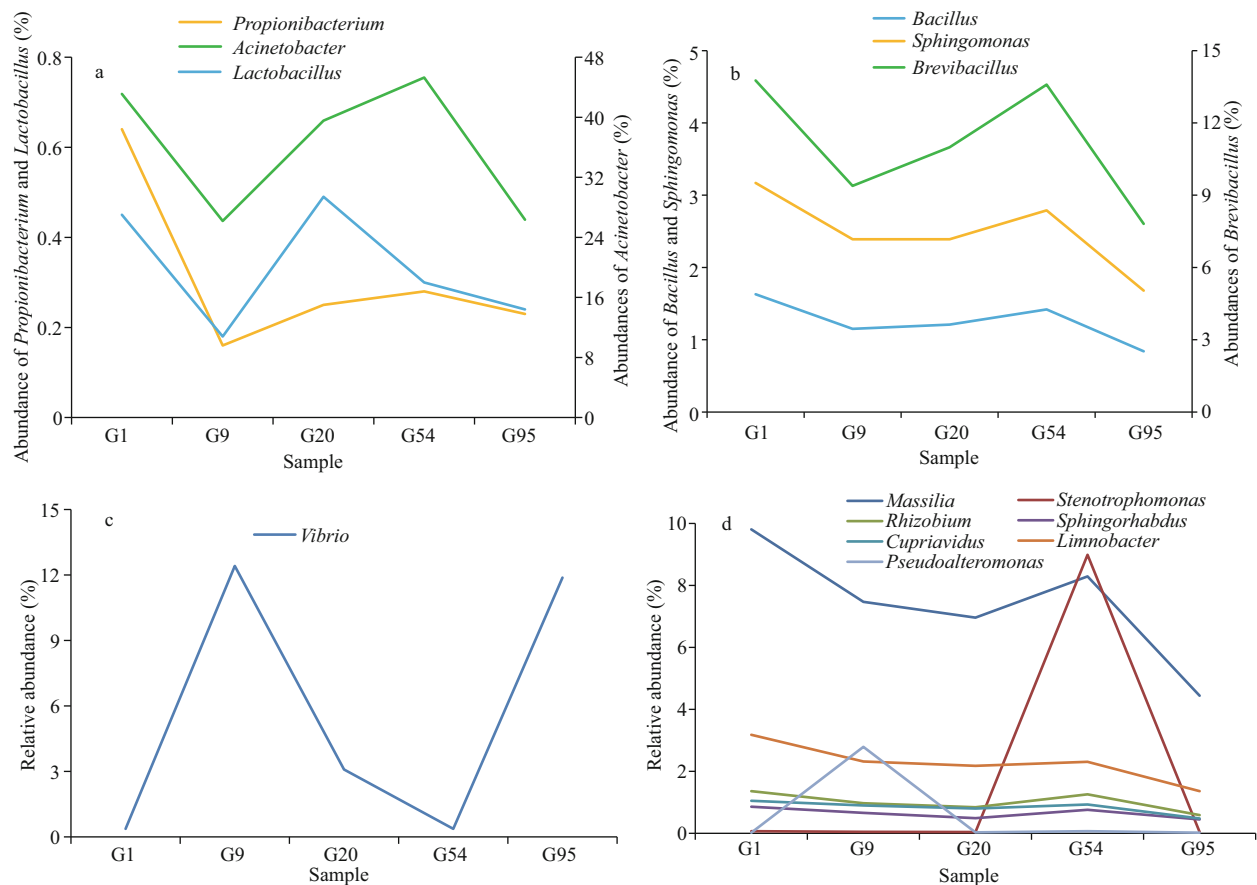 Propionibacterium
Acinetobacter
Lactobacillus
a
Abundance of Propionibacterium and Lactobacillus (%)
0.8
0.6
0.4
0.2
0
48
40
32
24
16
8
0
Abundances of Acinetobacter (%)
G1 G9 G20 G54 G95
Sample
Bacillus
Sphingomonas
Brevibacillus
b
Abundance of Bacillus and Sphingomonas (%)
5
4
3
2
1
0
15
12
9
6
3
0
Abundances of Brevibacillus (%)
G1 G9 G20 G54 G95
Sample
c
Vibrio
Relative abundance (%)
15
12
9
6
3
0
G1 G9 G20 G54 G95
Sample
d
Massilia Stenotrophomonas
Rhizobium Sphingorhabdus
Cupriavidus Limnobacter
Pseudoalteromonas
Relative abundance (%)
10
8
6
4
2
0
G1 G9 G20 G54 G95
Sample